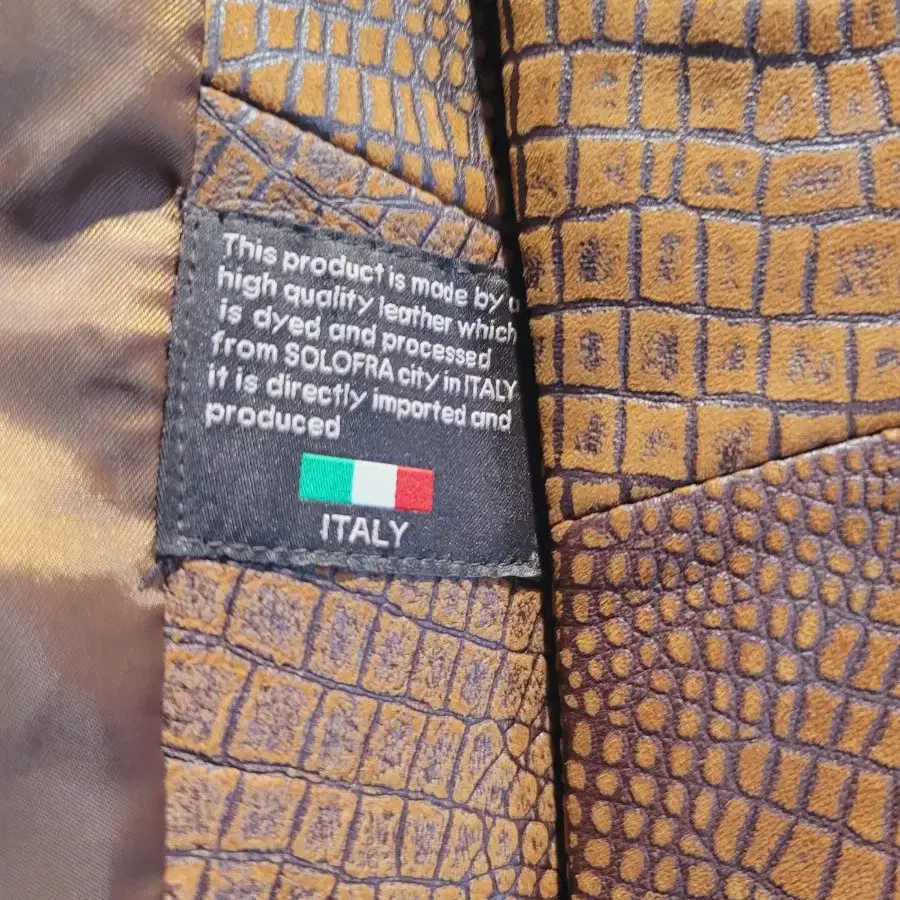 This product is made by a
high quality leather which
is dyed and processed
from SOLOFRA city in ITALY
it is directly imported and
produced
ITALY